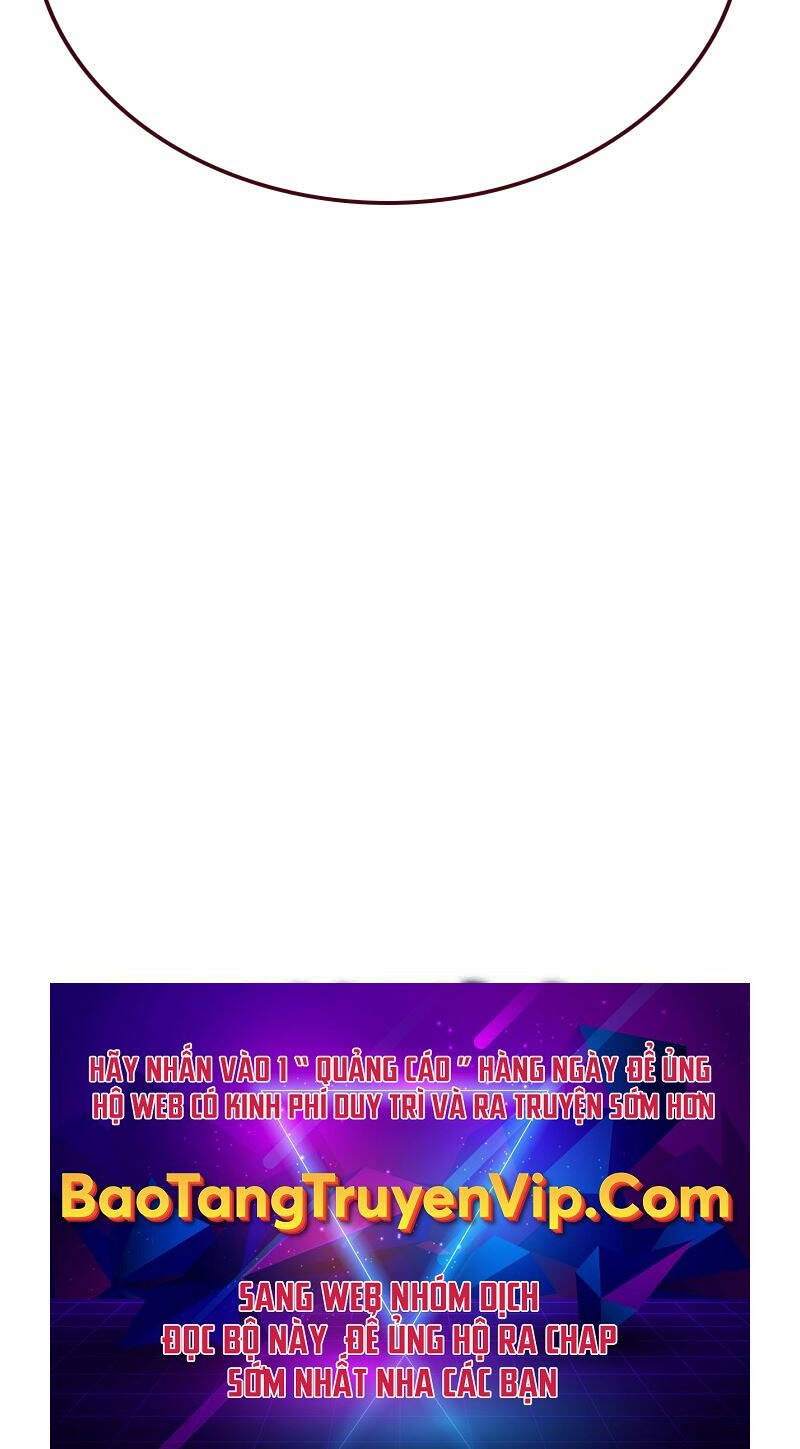 HÃY NHẤN VÀO 1 “ QUẢNG CÁO ” HÀNG NGÀY ĐỂ ỦNG
HỘ WEB CÓ KINH PHÍ DUY TRÌ VÀ RA TRUYỆN SỚM HƠN
BaoTangTruyenVip.Com
SANG WEB NHÓM DỊCH
ĐỌC BỘ NÀY ĐỂ ỦNG HỘ RA CHAP
SỚM NHẤT NHA CÁC BẠN